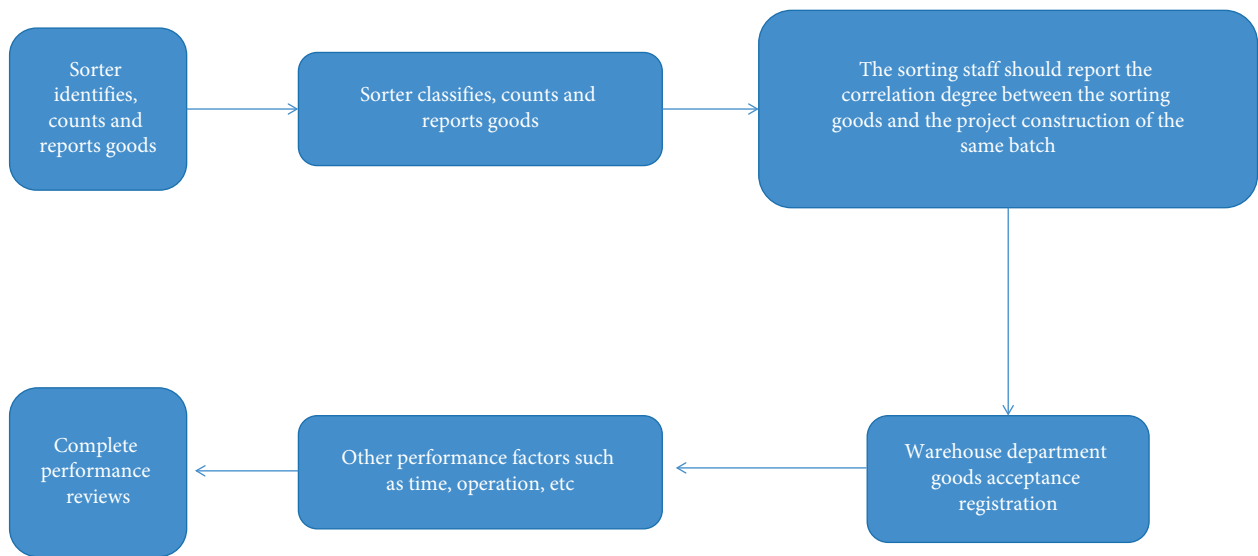 Sorter
identifies,
counts and
reports goods
Sorter classifies, counts and
reports goods
The sorting staff should report the
correlation degree between the sorting
goods and the project construction of the
same batch
Warehouse department
goods acceptance
registration
Other performance factors such
as time, operation, etc
Complete
performance
reviews